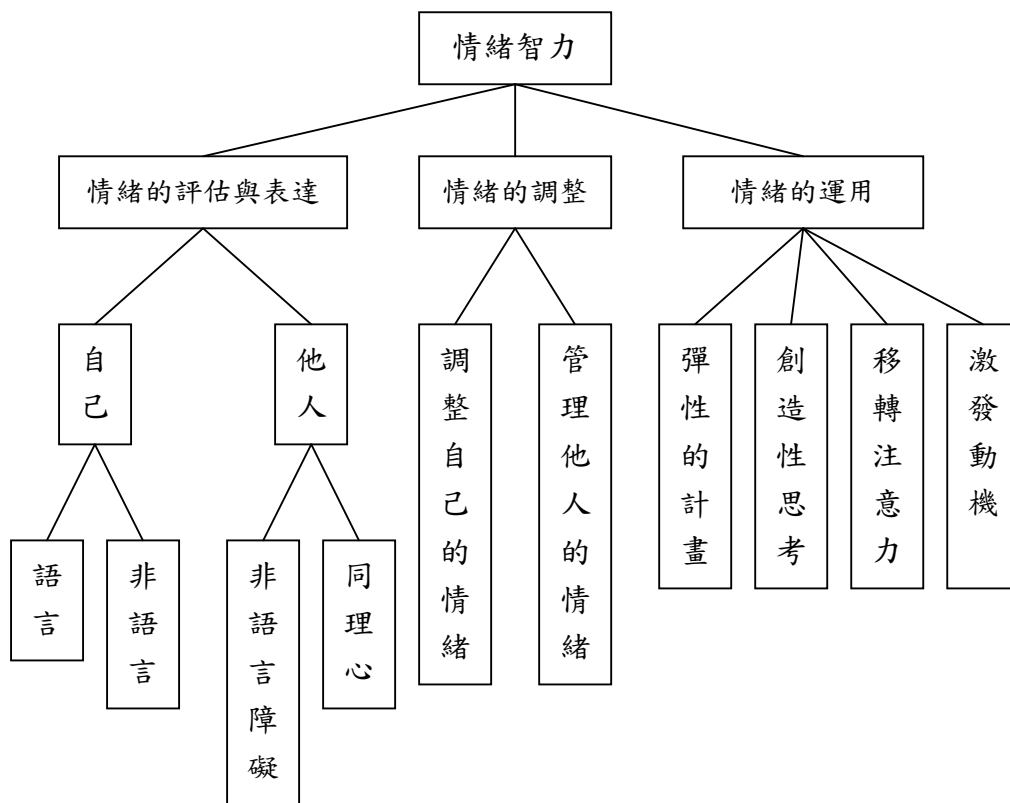 情緒智力
情緒的評估與表達
情緒的調整
情緒的運用
自己
他人
調整自己的情緒
管理他人的情緒
彈性的計畫
創造性思考
移轉注意力
激發動機
語言
非語言
非語言障礙
同理心